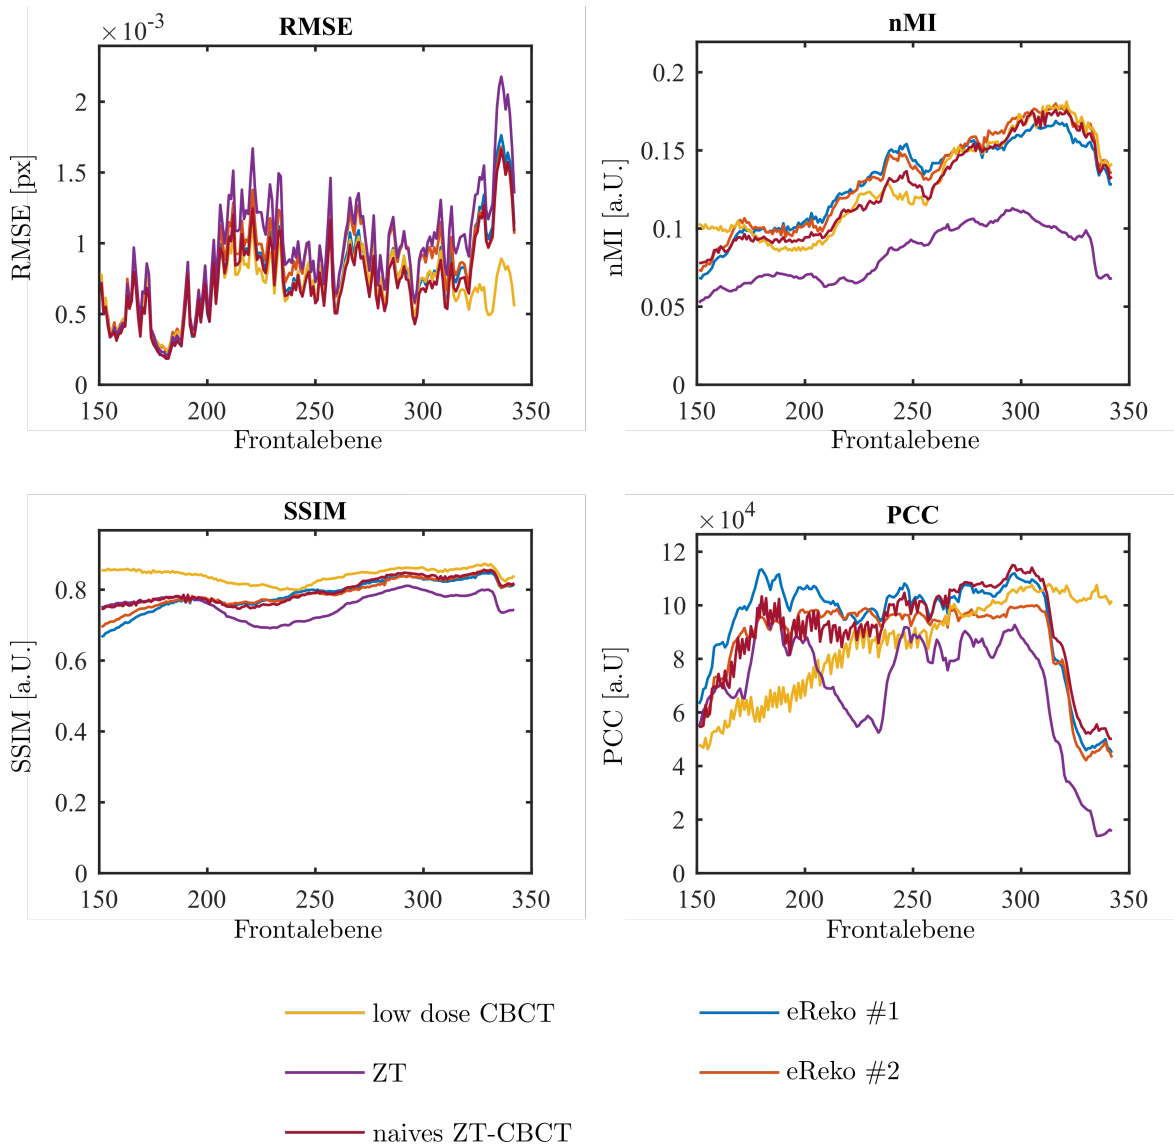 ×10⁻³
RMSE
RMSE [px]
2
1.5
1
0.5
0
150 200 250 300 350
Frontalebene
nMI
nMI [a.U.]
0.2
0.15
0.1
0.05
0
150 200 250 300 350
Frontalebene
SSIM
SSIM [a.U.]
0.8
0.6
0.4
0.2
0
150 200 250 300 350
Frontalebene
×10⁴
PCC
PCC [a.U]
12
10
8
6
4
2
0
150 200 250 300 350
Frontalebene
low dose CBCT
ZT
naives ZT-CBCT
eReko #1
eReko #2